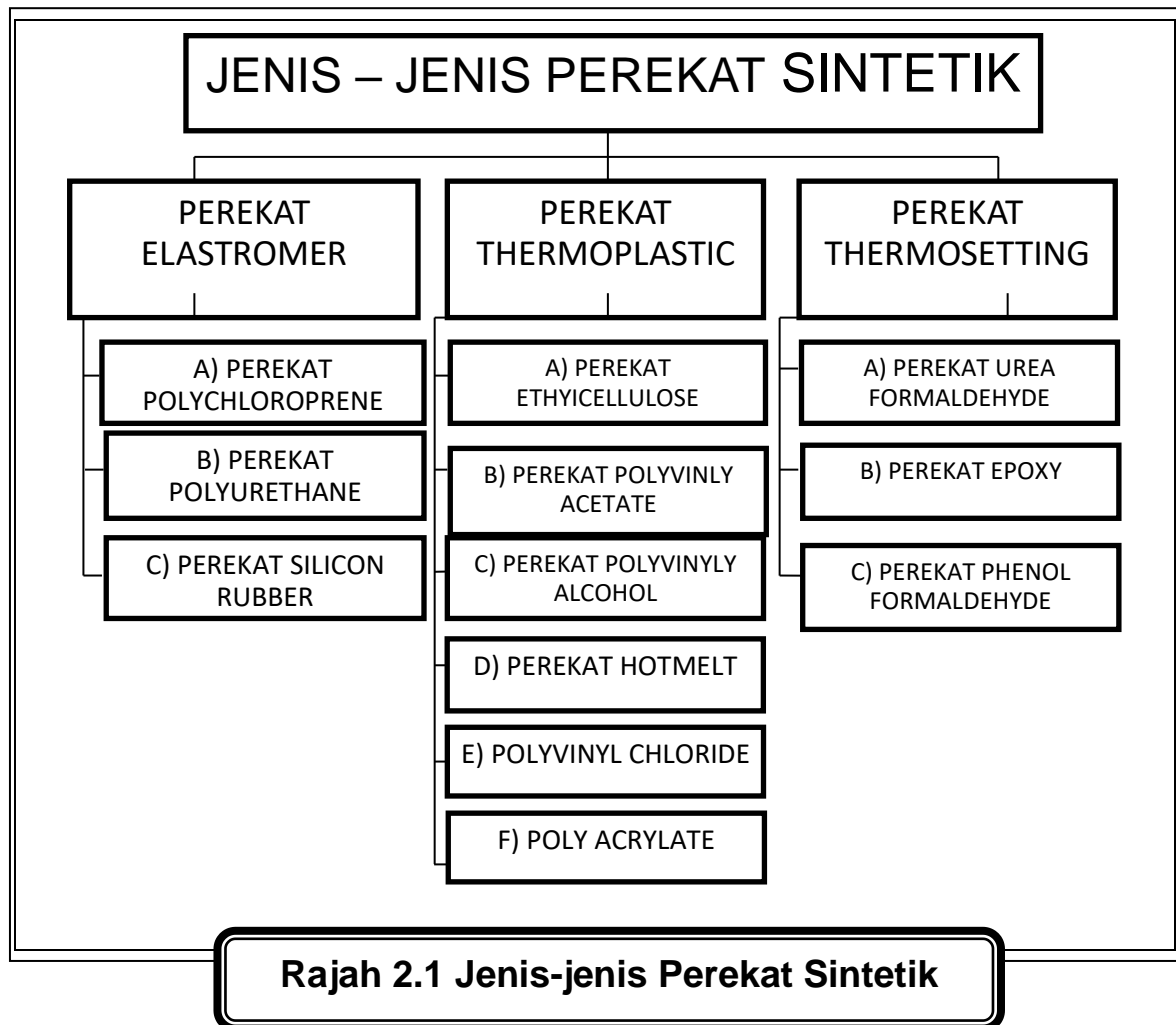 JENIS – JENIS PEREKAT SINTETIK
PEREKAT
ELASTROMER
A) PEREKAT
POLYCHLOROPRENE
B) PEREKAT
POLYURETHANE
C) PEREKAT SILICON
RUBBER
PEREKAT
THERMOPLASTIC
A) PEREKAT
ETHYICELLULOSE
B) PEREKAT POLYVINLY
ACETATE
C) PEREKAT POLYVINYLY
ALCOHOL
D) PEREKAT HOTMELT
E) POLYVINYL CHLORIDE
F) POLY ACRYLATE
PEREKAT
THERMOSETTING
A) PEREKAT UREA
FORMALDEHYDE
B) PEREKAT EPOXY
C) PEREKAT PHENOL
FORMALDEHYDE
Rajah 2.1 Jenis-jenis Perekat Sintetik